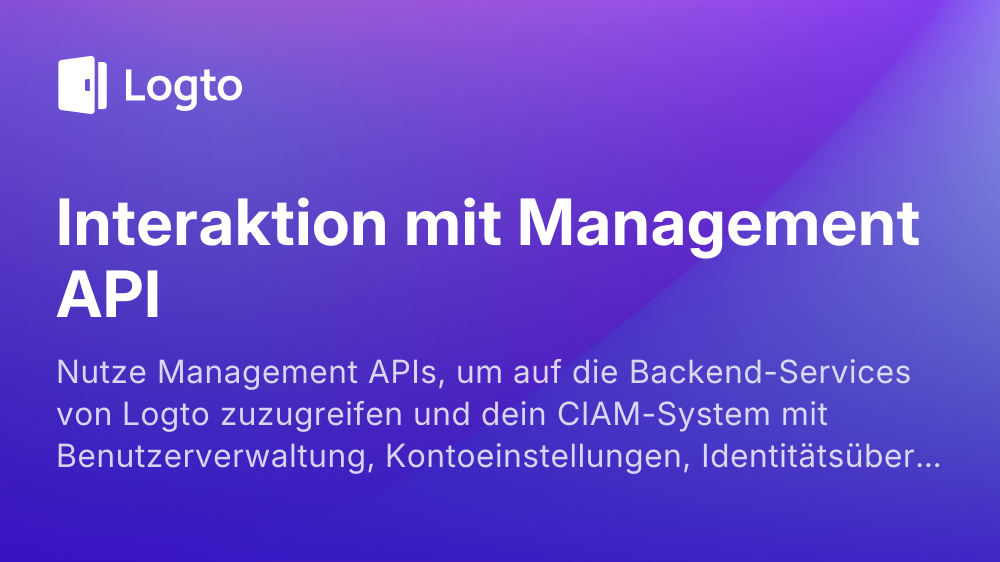 Logto
Interaktion mit Management
API
Nutze Management APIs, um auf die Backend-Services
von Logto zuzugreifen und dein CIAM-System mit
Benutzerverwaltung, Kontoeinstellungen, Identitätsüber...